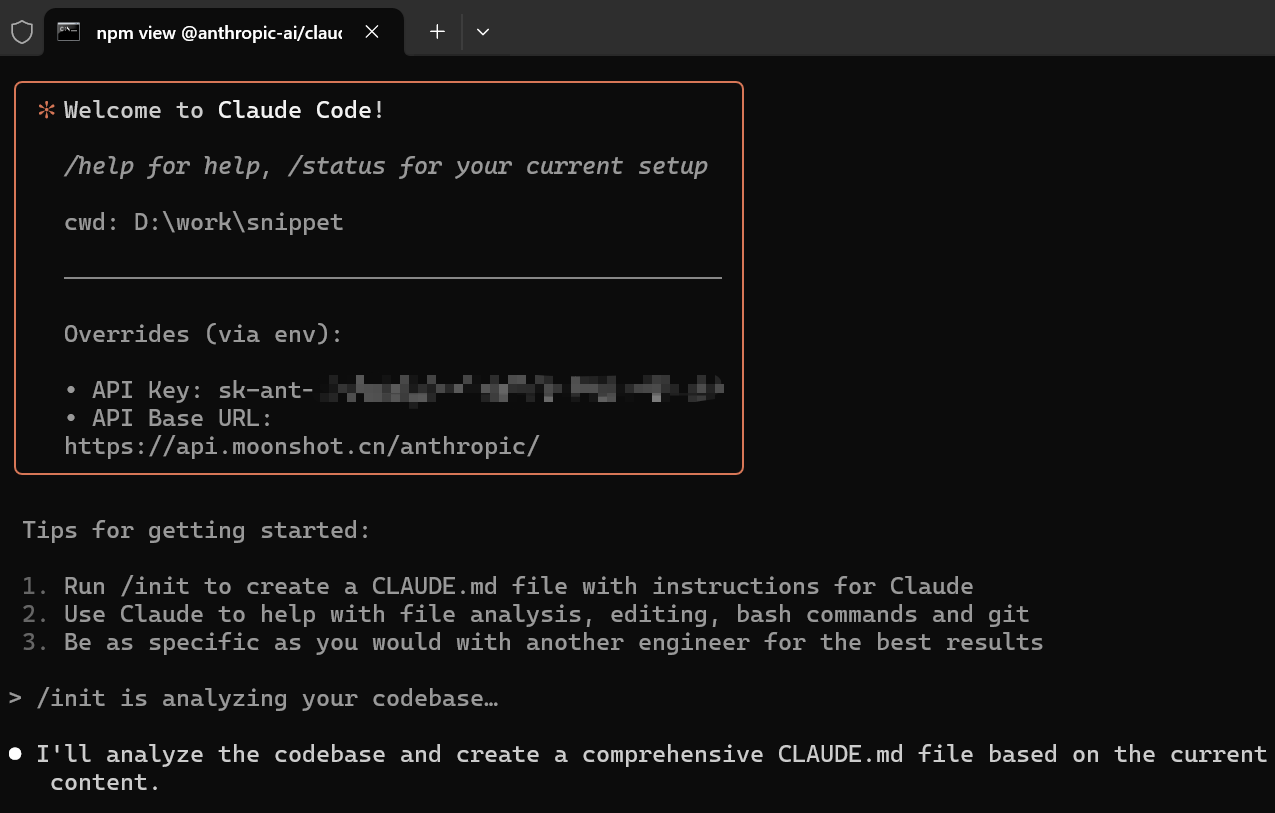 npm view @anthropic-ai/clauc
Welcome to Claude Code!
/help for help, /status for your current setup
cwd: D:\work\snippet
Overrides (via env):
• API Key: sk-ant-
• API Base URL:
https://api.moonshot.cn/anthropic/
Tips for getting started:
1. Run /init to create a CLAUDE.md file with instructions for Claude
2. Use Claude to help with file analysis, editing, bash commands and git
3. Be as specific as you would with another engineer for the best results
> /init is analyzing your codebase…
● I'll analyze the codebase and create a comprehensive CLAUDE.md file based on the current
content.